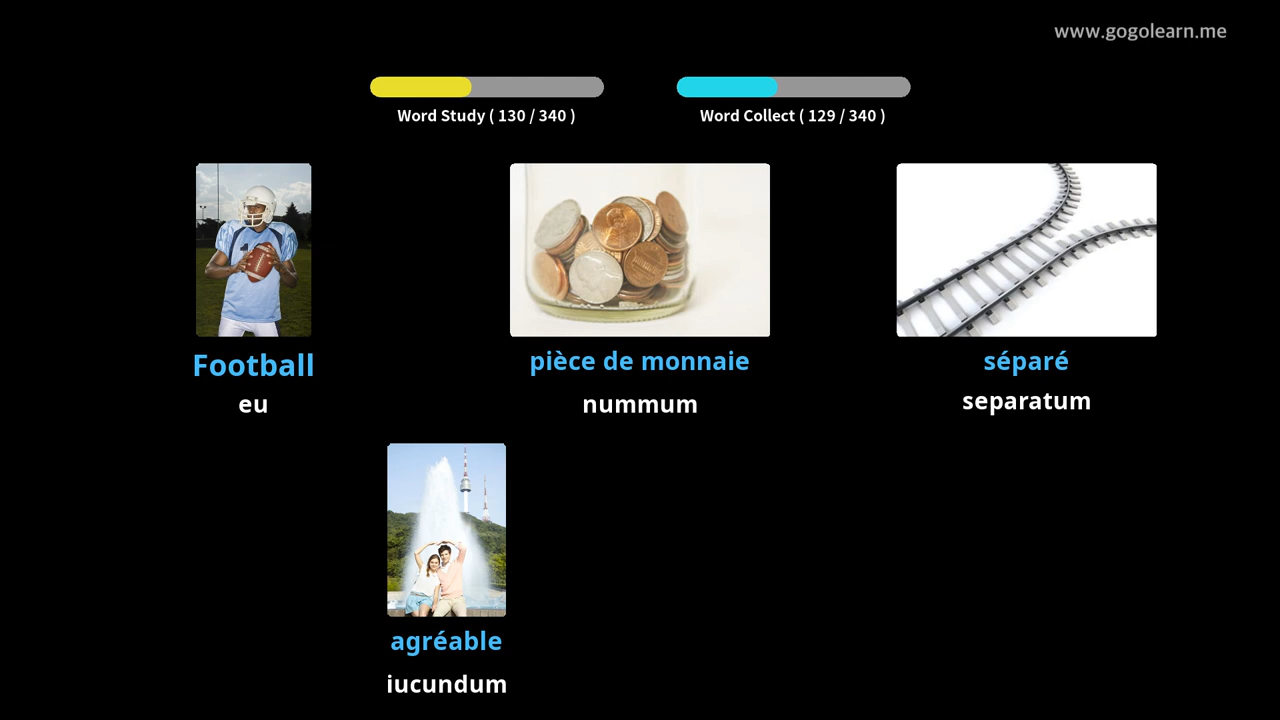 www.gogolearn.me
Word Study ( 130 / 340 )
Word Collect ( 129 / 340 )
Football
eu
pièce de monnaie
nummum
séparé
separatum
agréable
iucundum